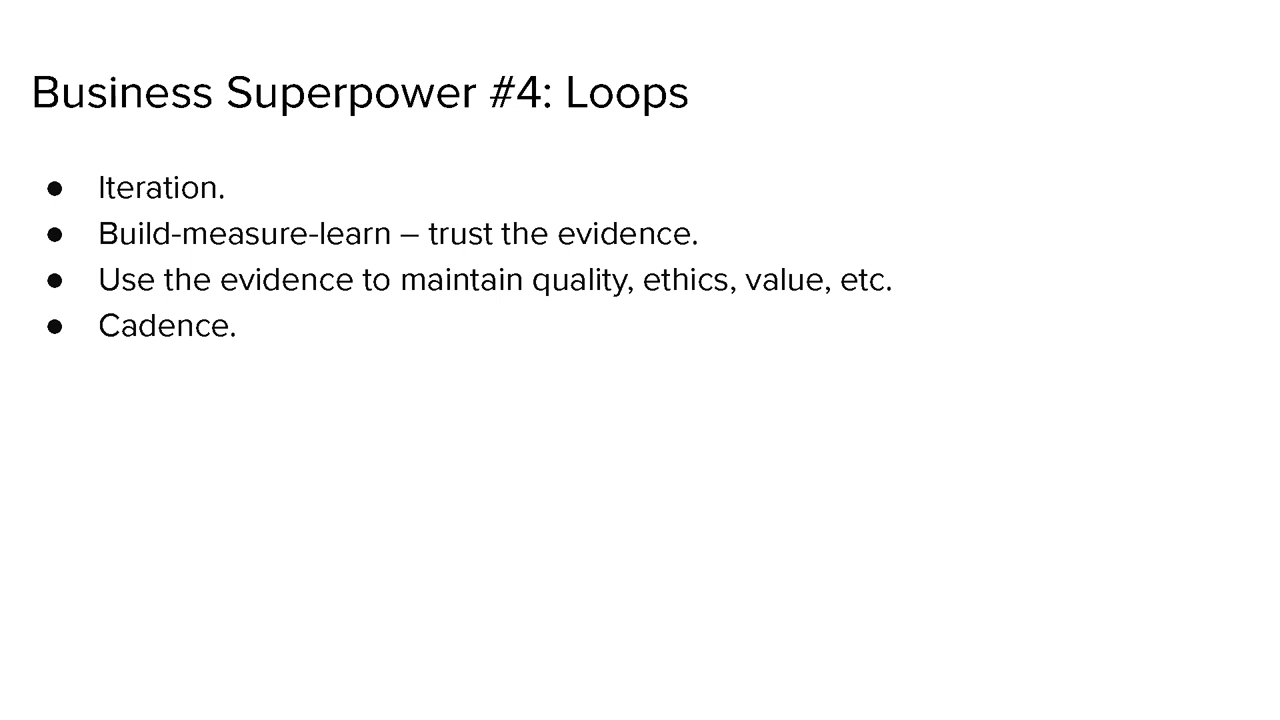 Business Superpower #4: Loops
● Iteration.
● Build-measure-learn – trust the evidence.
● Use the evidence to maintain quality, ethics, value, etc.
● Cadence.